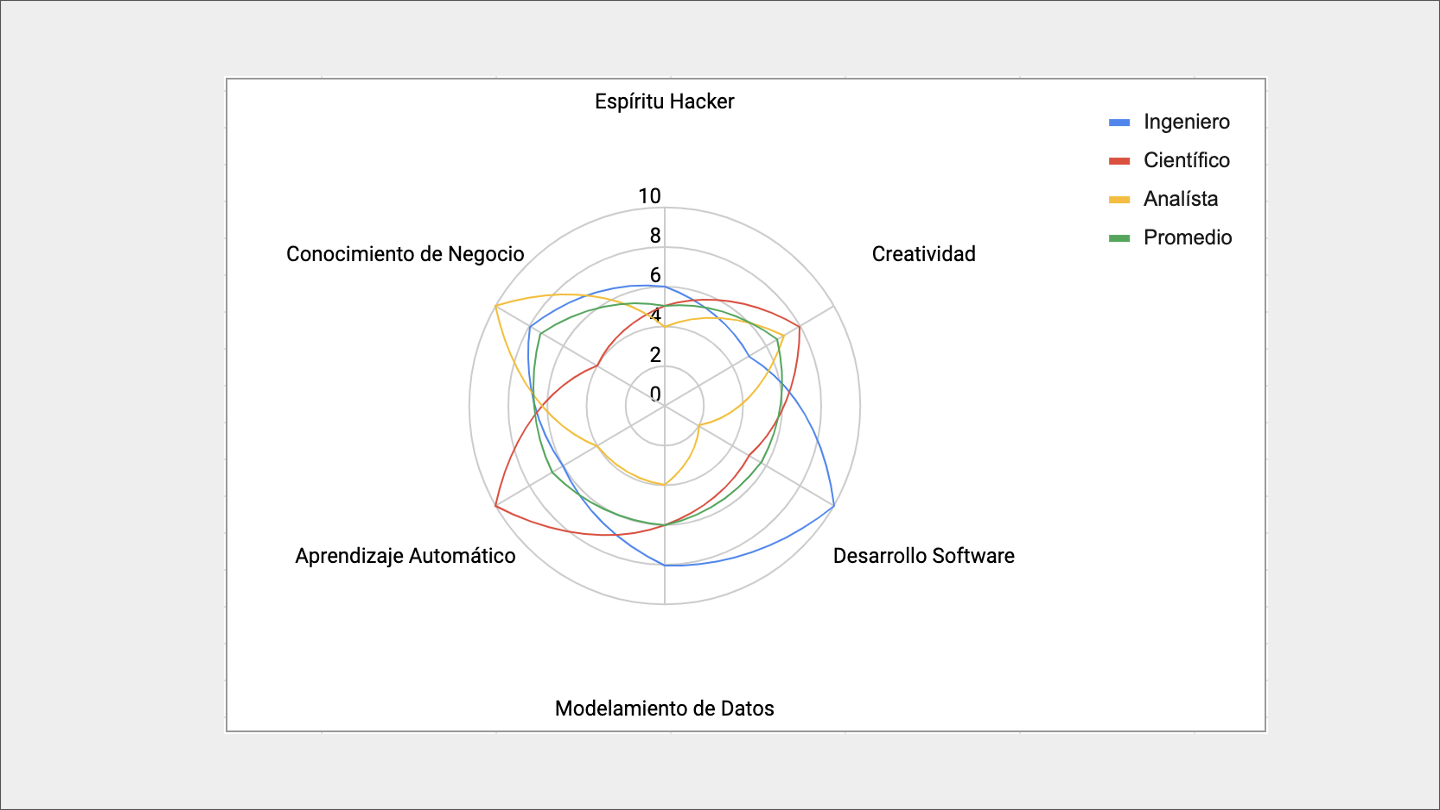 Espíritu Hacker
Ingeniero
Científico
Analísta
Promedio
10
8
6
4
2
0
Conocimiento de Negocio
Creatividad
Aprendizaje Automático
Desarrollo Software
Modelamiento de Datos